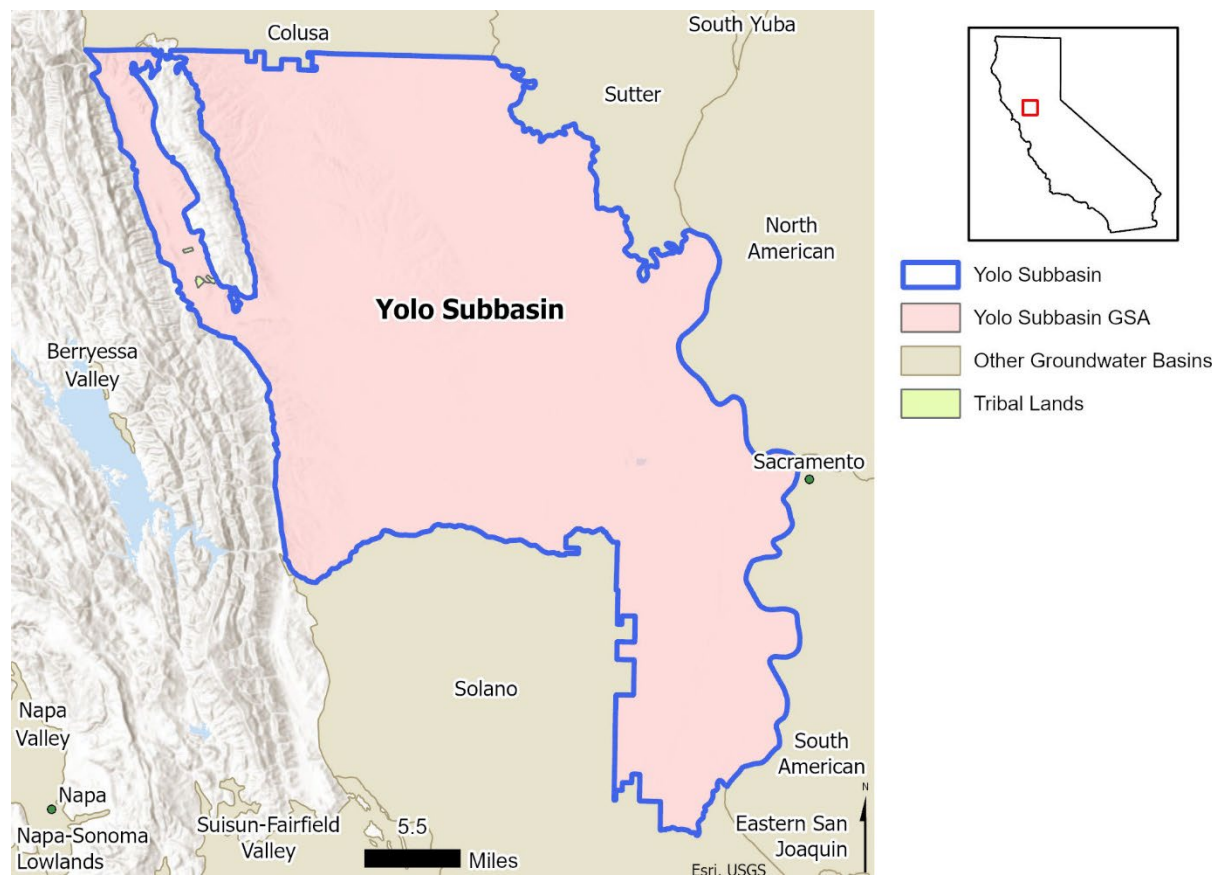 Colusa
South Yuba
Sutter
North
American
Yolo Subbasin
Berryessa
Valley
Sacramento
Solano
Napa
Valley
South
American
Napa
Napa-Sonoma
Lowlands
Suisun-Fairfield
Valley
5.5
Miles
Eastern San
Joaquin
N
Esri, USGS
Yolo Subbasin
Yolo Subbasin GSA
Other Groundwater Basins
Tribal Lands